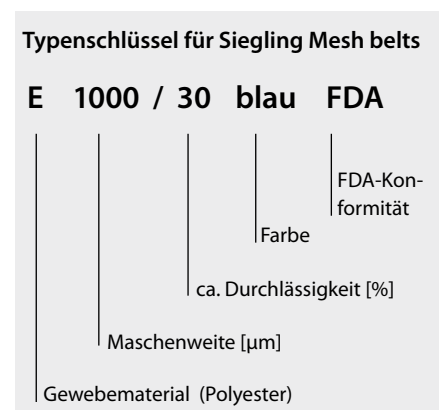 Typenschlüssel für Siegling Mesh belts
E 1000 / 30 blau FDA
FDA-Kon-
formität
Farbe
ca. Durchlässigkeit [%]
Maschenweite [µm]
Gewebematerial (Polyester)